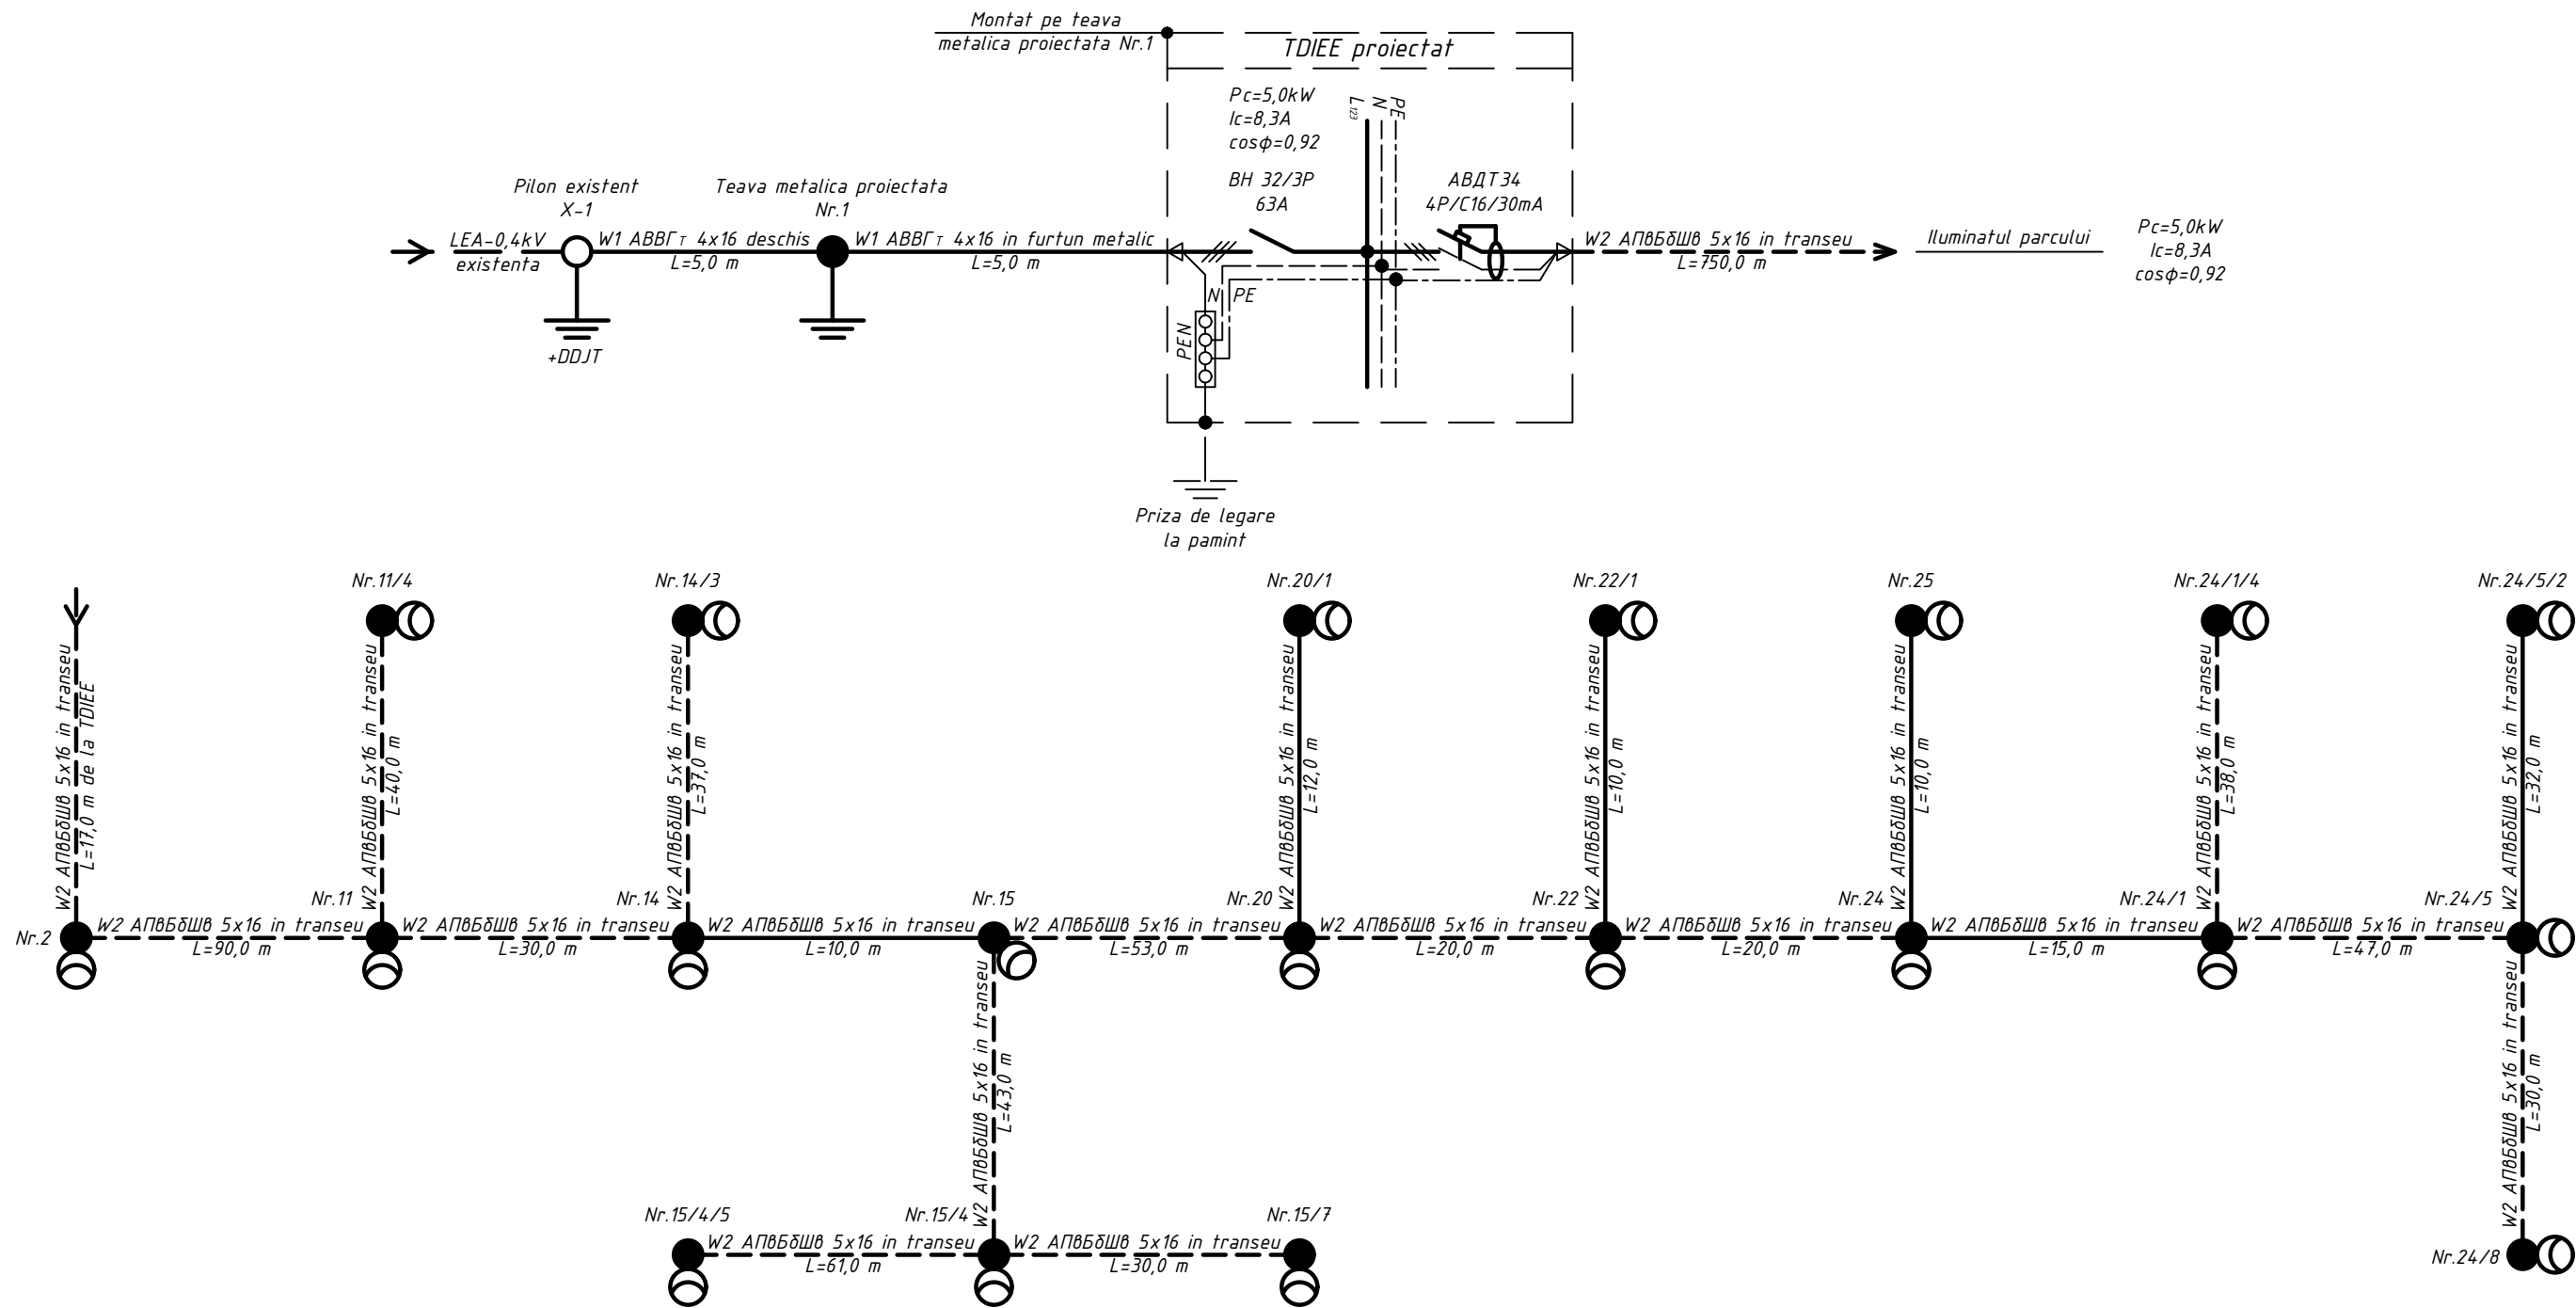 Montat pe teava
metalica proiectata Nr.1
TDIEE proiectat
Pc=5,0kW
Ic=8,3A
cosφ=0,92
L123
N
PE
ВН 32/3Р
63А
АВДТ34
4Р/С16/30mA
Pilon existent
X-1
Teava metalica proiectata
Nr.1
LEA-0,4kV
existenta
W1 АВВГт 4x16 deschis
L=5,0 m
W1 АВВГт 4x16 in furtun metalic
L=5,0 m
W2 АПвБбШв 5x16 in transeu
L=750,0 m
Iluminatul parcului
Pc=5,0kW
Ic=8,3A
cosφ=0,92
+DDJT
N
PE
PEN
Priza de legare
la pamint
Nr.11/4
Nr.14/3
Nr.20/1
Nr.22/1
Nr.25
Nr.24/1/4
Nr.24/5/2
W2 АПвБбШв 5x16 in transeu
L=17,0 m de la TDIEE
W2 АПвБбШв 5x16 in transeu
L=40,0 m
W2 АПвБбШв 5x16 in transeu
L=37,0 m
W2 АПвБбШв 5x16 in transeu
L=12,0 m
W2 АПвБбШв 5x16 in transeu
L=10,0 m
W2 АПвБбШв 5x16 in transeu
L=10,0 m
W2 АПвБбШв 5x16 in transeu
L=38,0 m
W2 АПвБбШв 5x16 in transeu
L=32,0 m
Nr.2
Nr.11
Nr.14
Nr.15
Nr.20
Nr.22
Nr.24
Nr.24/1
Nr.24/5
W2 АПвБбШв 5x16 in transeu
L=90,0 m
W2 АПвБбШв 5x16 in transeu
L=30,0 m
W2 АПвБбШв 5x16 in transeu
L=10,0 m
W2 АПвБбШв 5x16 in transeu
L=53,0 m
W2 АПвБбШв 5x16 in transeu
L=20,0 m
W2 АПвБбШв 5x16 in transeu
L=20,0 m
W2 АПвБбШв 5x16 in transeu
L=15,0 m
W2 АПвБбШв 5x16 in transeu
L=47,0 m
W2 АПвБбШв 5x16 in transeu
L=43,0 m
W2 АПвБбШв 5x16 in transeu
L=30,0 m
Nr.15/4/5
Nr.15/4
Nr.15/7
W2 АПвБбШв 5x16 in transeu
L=61,0 m
W2 АПвБбШв 5x16 in transeu
L=30,0 m
Nr.24/8